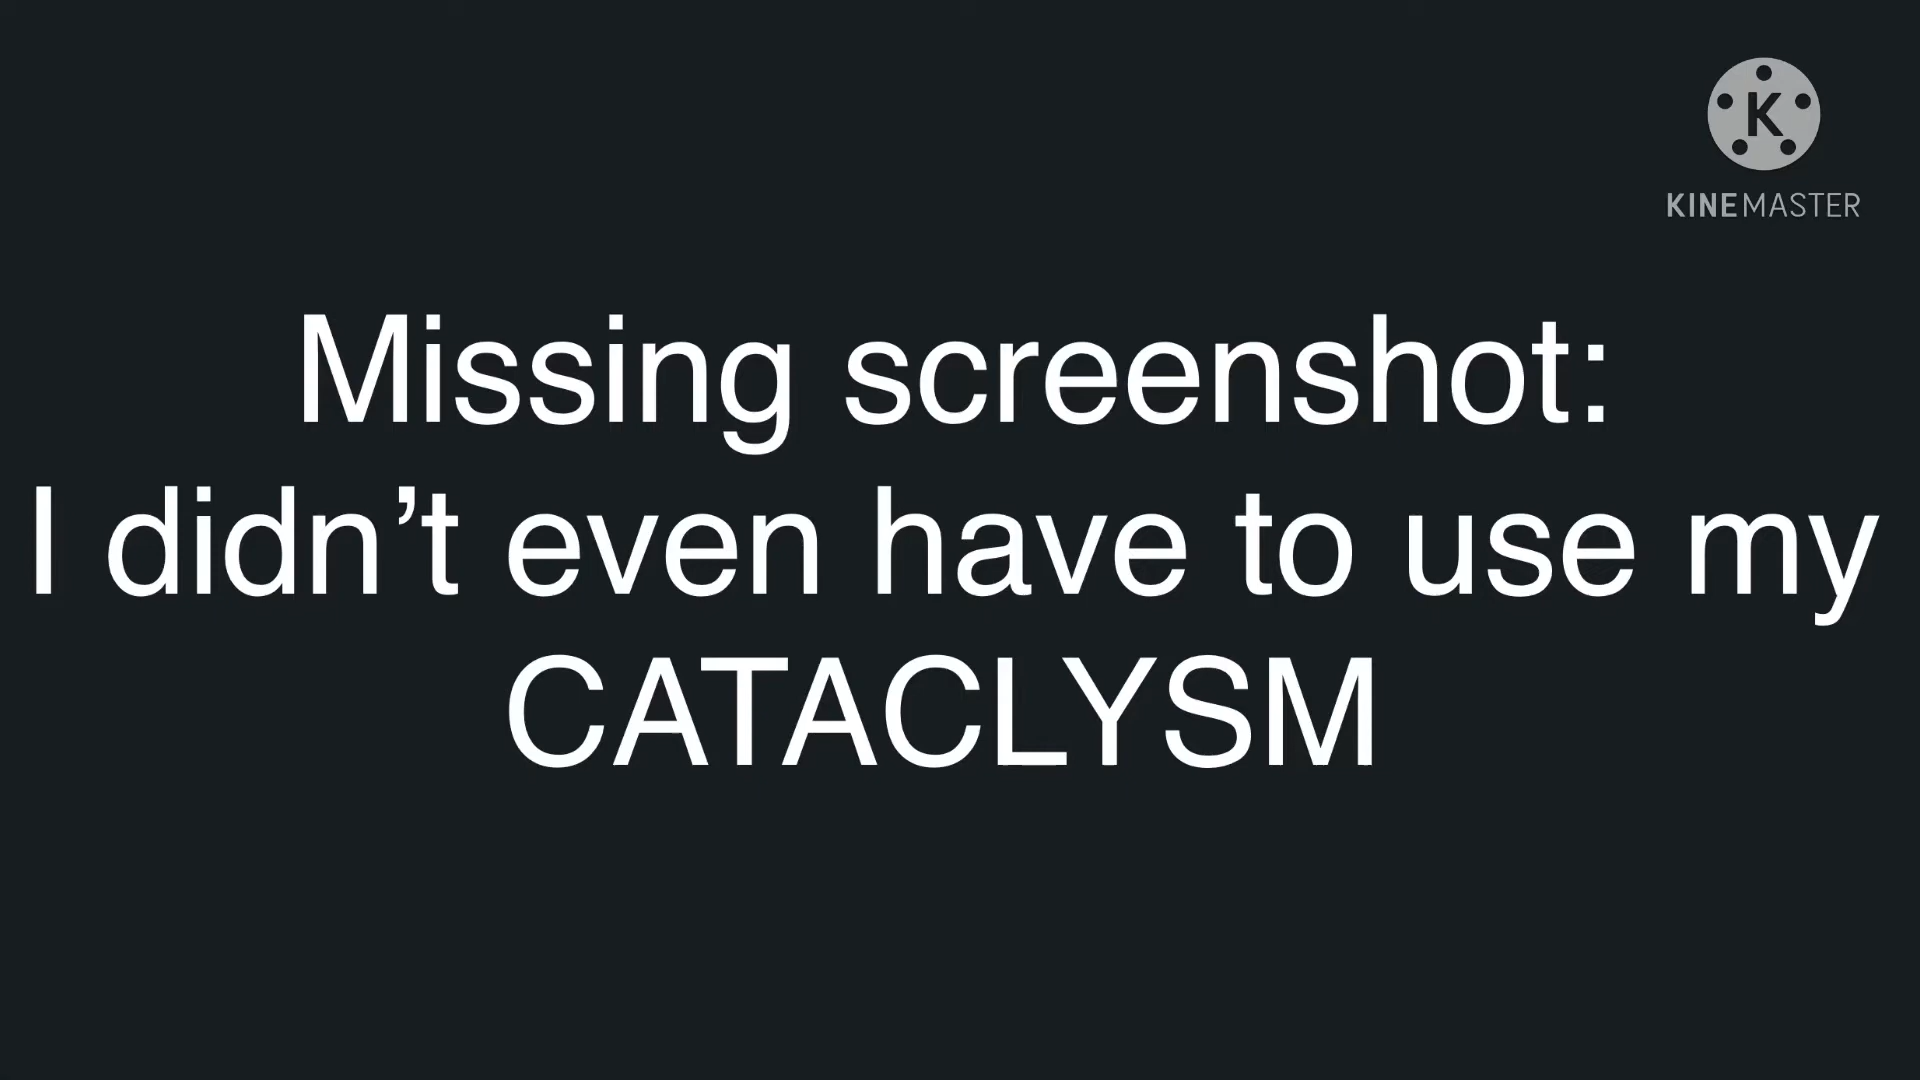 K
KINEMASTER
Missing screenshot:
I didn’t even have to use my
CATACLYSM